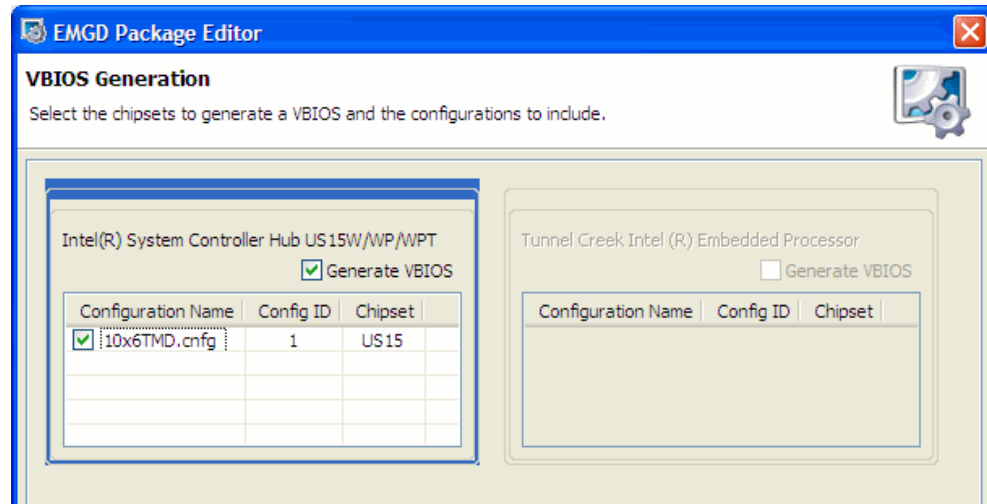 EMGD Package Editor
VBIOS Generation
Select the chipsets to generate a VBIOS and the configurations to include.
Intel(R) System Controller Hub US15W/WP/WPT
Generate VBIOS
Configuration Name Config ID Chipset
10x6TMD.cnfg 1 US15
Tunnel Creek Intel (R) Embedded Processor
Generate VBIOS
Configuration Name Config ID Chipset